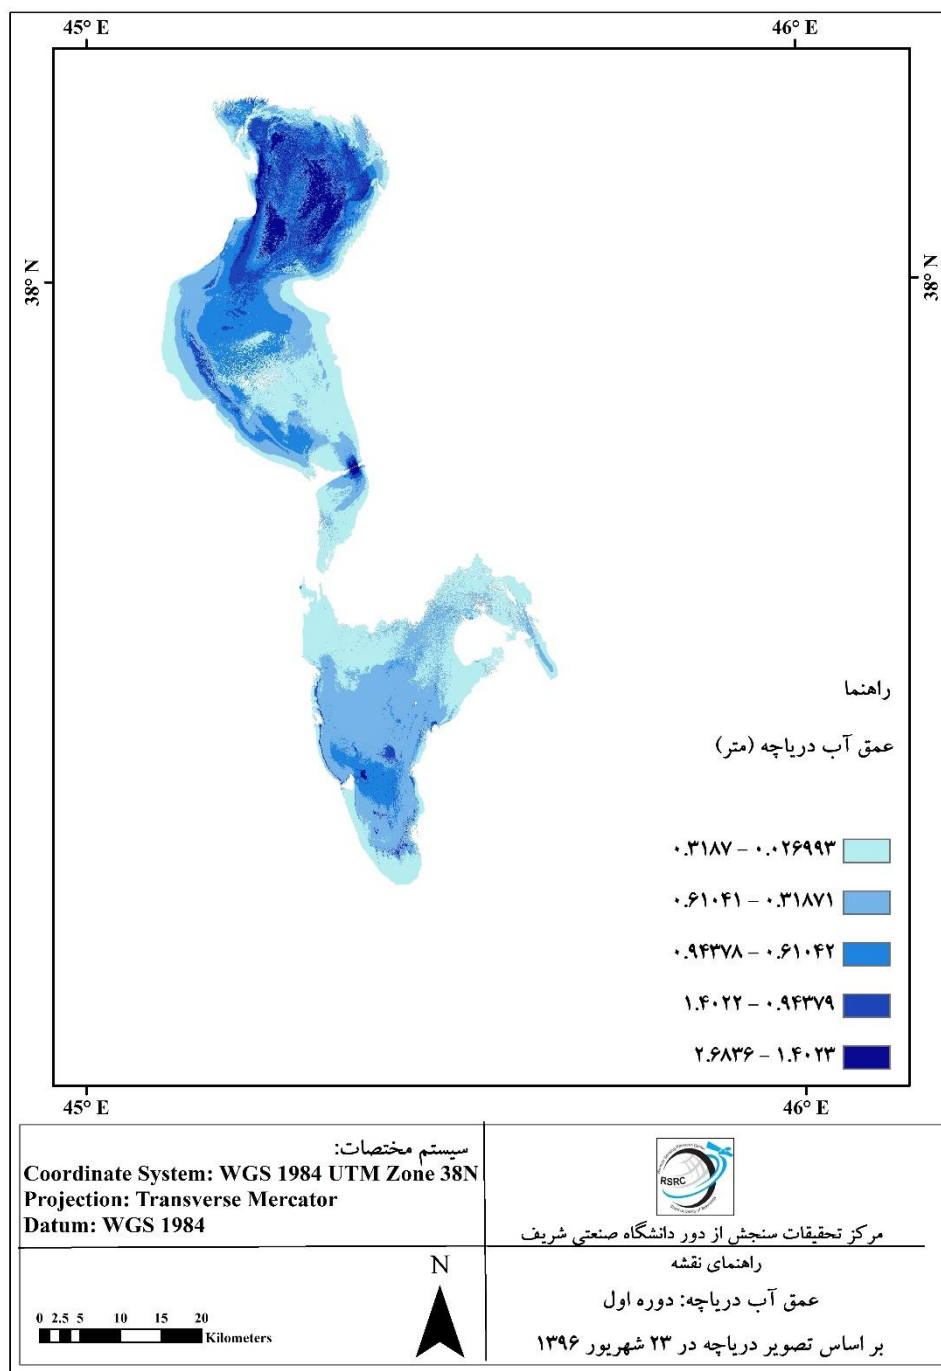 45° E
46° E
38° N
38° N
راهنما
عمق آب دریاچه (متر)
۰.۳۱۸۷ – ۰.۰۲۶۹۹۳
۰.۶۱۰۴۱ – ۰.۳۱۸۷۱
۰.۹۴۳۷۸ – ۰.۶۱۰۴۲
۱.۴۰۲۲ – ۰.۹۴۳۷۹
۲.۶۸۳۶ – ۱.۴۰۲۳
45° E
46° E
سیستم مختصات:
Coordinate System: WGS 1984 UTM Zone 38N
Projection: Transverse Mercator
Datum: WGS 1984
N
0 2.5 5 10 15 20
Kilometers
RSRC
مرکز تحقیقات سنجش از دور دانشگاه صنعتی شریف
راهنمای نقشه
عمق آب دریاچه: دوره اول
بر اساس تصویر دریاچه در ۲۳ شهریور ۱۳۹۶